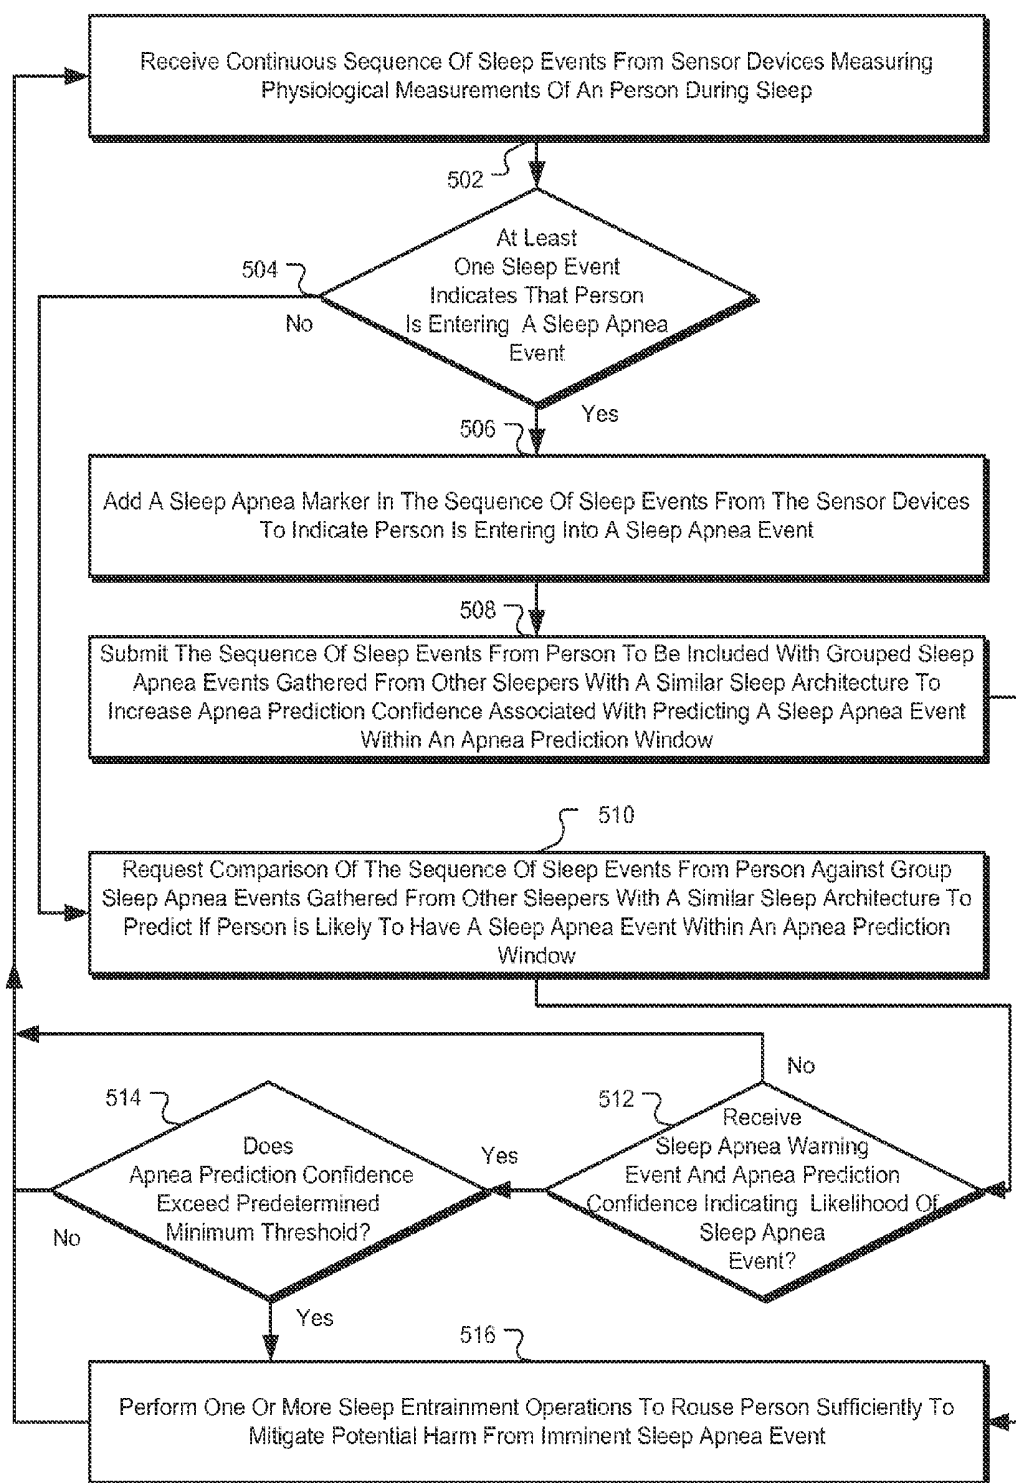 Receive Continuous Sequence Of Sleep Events From Sensor Devices Measuring
Physiological Measurements Of An Person During Sleep
502
504
At Least
One Sleep Event
Indicates That Person
Is Entering A Sleep Apnea
Event
No
Yes
506
Add A Sleep Apnea Marker In The Sequence Of Sleep Events From The Sensor Devices
To Indicate Person Is Entering Into A Sleep Apnea Event
508
Submit The Sequence Of Sleep Events From Person To Be Included With Grouped Sleep
Apnea Events Gathered From Other Sleepers With A Similar Sleep Architecture To
Increase Apnea Prediction Confidence Associated With Predicting A Sleep Apnea Event
Within An Apnea Prediction Window
510
Request Comparison Of The Sequence Of Sleep Events From Person Against Group
Sleep Apnea Events Gathered From Other Sleepers With A Similar Sleep Architecture To
Predict If Person Is Likely To Have A Sleep Apnea Event Within An Apnea Prediction
Window
No
512
Receive
Sleep Apnea Warning
Event And Apnea Prediction
Confidence Indicating Likelihood Of
Sleep Apnea
Event?
Yes
514
Does
Apnea Prediction Confidence
Exceed Predetermined
Minimum Threshold?
No
Yes
516
Perform One Or More Sleep Entrainment Operations To Rouse Person Sufficiently To
Mitigate Potential Harm From Imminent Sleep Apnea Event